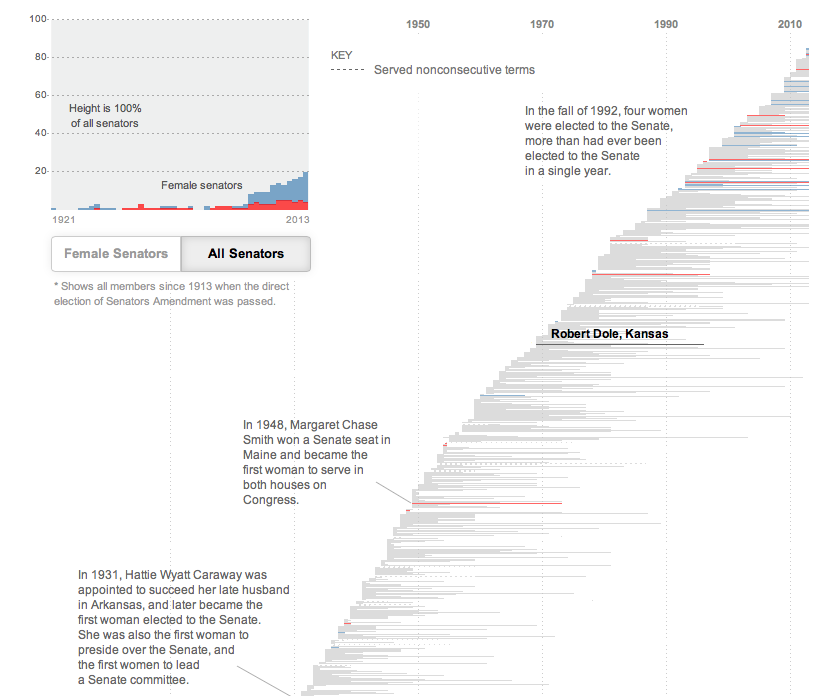 100
80
60
40
20
Height is 100%
of all senators
Female senators
1921
2013
Female Senators
All Senators
* Shows all members since 1913 when the direct
election of Senators Amendment was passed.
1950
1970
1990
2010
KEY
Served nonconsecutive terms
In the fall of 1992, four women
were elected to the Senate,
more than had ever been
elected to the Senate
in a single year.
Robert Dole, Kansas
In 1948, Margaret Chase
Smith won a Senate seat in
Maine and became the
first woman to serve in
both houses on
Congress.
In 1931, Hattie Wyatt Caraway was
appointed to succeed her late husband
in Arkansas, and later became the
first woman elected to the Senate.
She was also the first woman to
preside over the Senate, and
the first women to lead
a Senate committee.